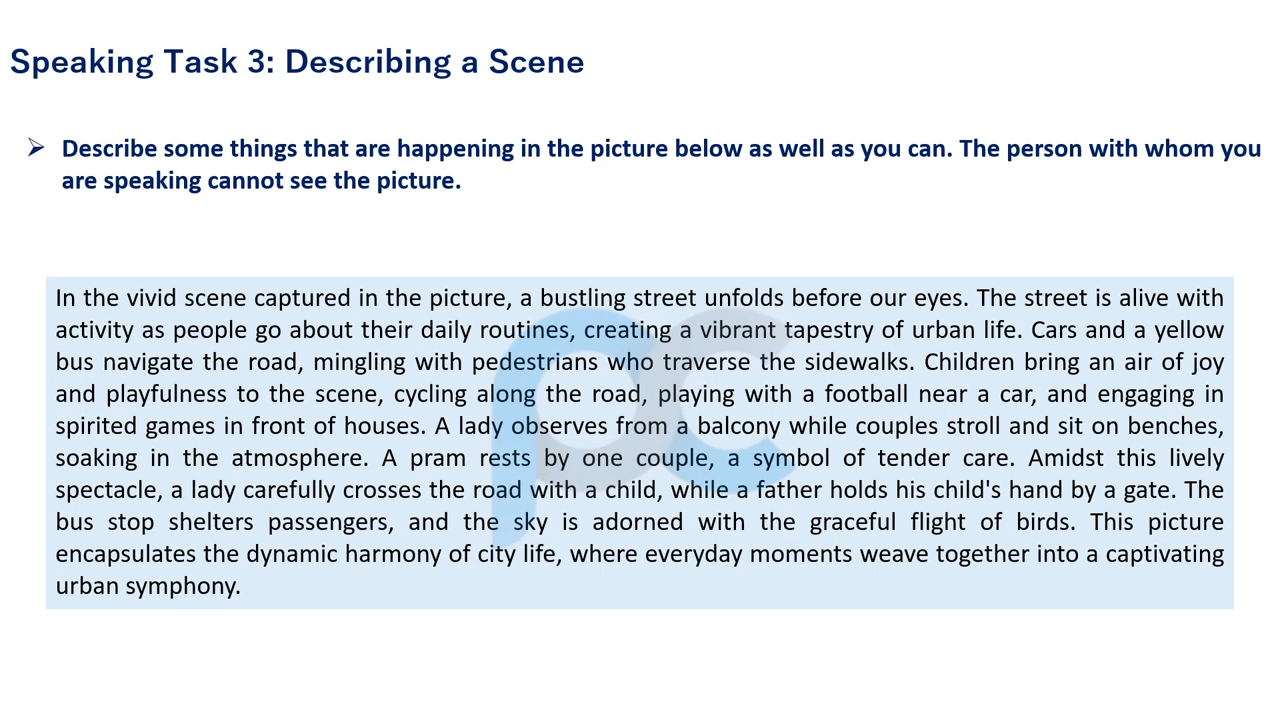 Speaking Task 3: Describing a Scene
➢ Describe some things that are happening in the picture below as well as you can. The person with whom you
are speaking cannot see the picture.
In the vivid scene captured in the picture, a bustling street unfolds before our eyes. The street is alive with
activity as people go about their daily routines, creating a vibrant tapestry of urban life. Cars and a yellow
bus navigate the road, mingling with pedestrians who traverse the sidewalks. Children bring an air of joy
and playfulness to the scene, cycling along the road, playing with a football near a car, and engaging in
spirited games in front of houses. A lady observes from a balcony while couples stroll and sit on benches,
soaking in the atmosphere. A pram rests by one couple, a symbol of tender care. Amidst this lively
spectacle, a lady carefully crosses the road with a child, while a father holds his child's hand by a gate. The
bus stop shelters passengers, and the sky is adorned with the graceful flight of birds. This picture
encapsulates the dynamic harmony of city life, where everyday moments weave together into a captivating
urban symphony.
pc